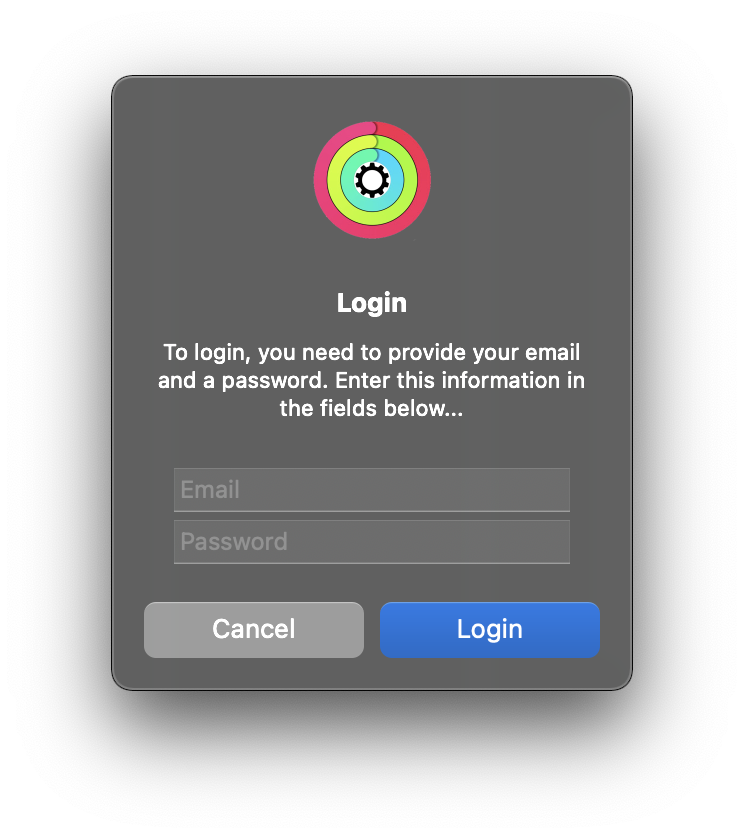 Login
To login, you need to provide your email
and a password. Enter this information in
the fields below...
Email
Password
Cancel
Login